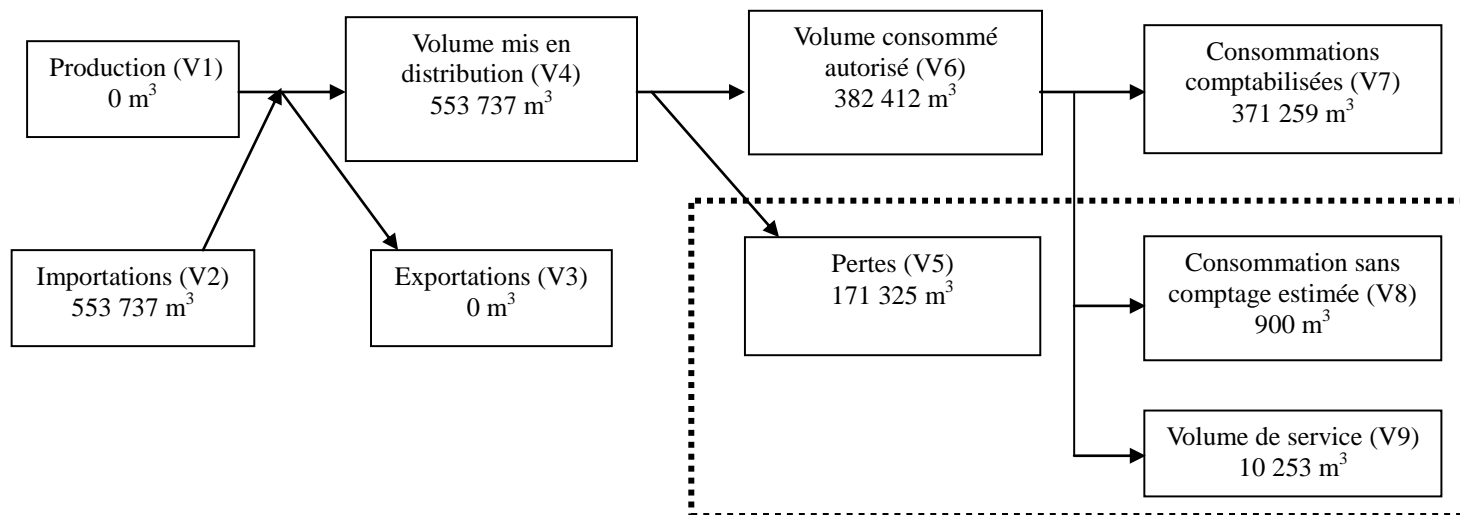 Production (V1)
0 m³
Volume mis en
distribution (V4)
553 737 m³
Volume consommé
autorisé (V6)
382 412 m³
Consommations
comptabilisées (V7)
371 259 m³
Importations (V2)
553 737 m³
Exportations (V3)
0 m³
Pertes (V5)
171 325 m³
Consommation sans
comptage estimée (V8)
900 m³
Volume de service (V9)
10 253 m³